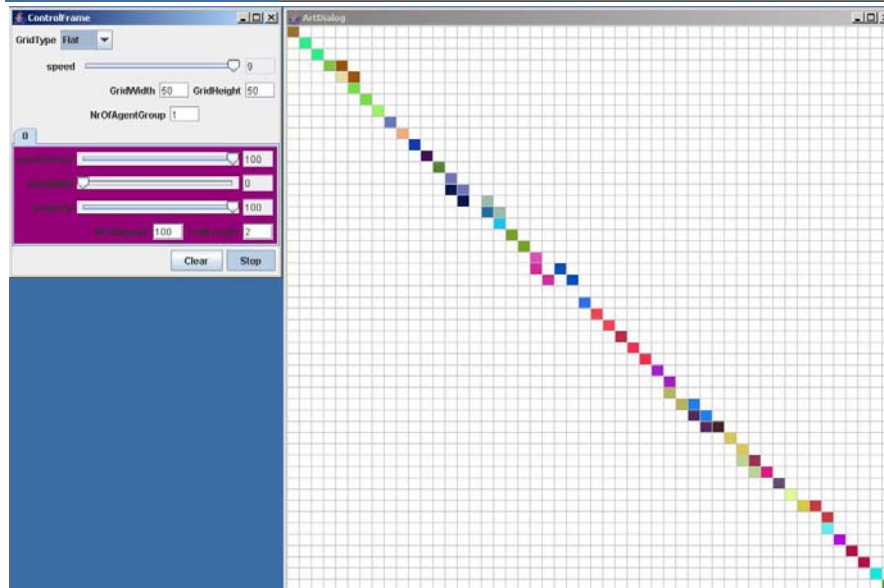 ControlFrame
GridType Flat
speed 9
GridWidth 50 GridHeight 50
NrOfAgentGroup 1
0
100
0
100
100 2
Clear Stop
ArtDialog